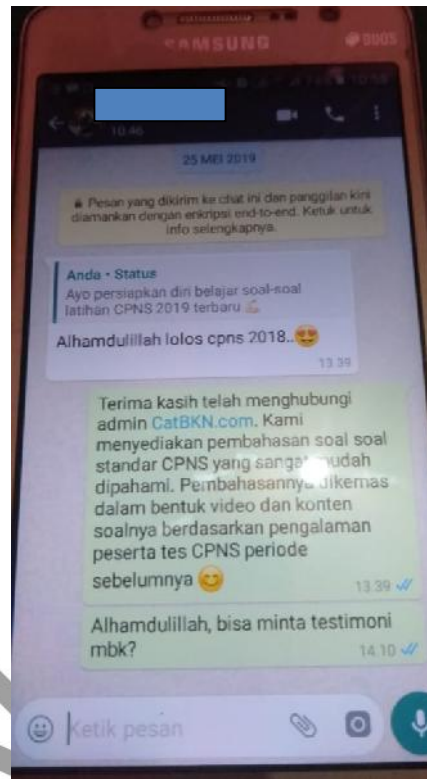 SAMSUNG
DUOS
10.46
25 MEI 2019
Pesan yang dikirim ke chat ini dan panggilan kini
diamankan dengan enkripsi end-to-end. Ketuk untuk
info selengkapnya.
Anda • Status
Ayo persiapkan diri belajar soal-soal
latihan CPNS 2019 terbaru 💪
Alhamdulillah lolos cpns 2018..😍
13.39
Terima kasih telah menghubungi
admin CatBKN.com. Kami
menyediakan pembahasan soal soal
standar CPNS yang sangat mudah
dipahami. Pembahasannya dikemas
dalam bentuk video dan konten
soalnya berdasarkan pengalaman
peserta tes CPNS periode
sebelumnya 😊
13.39
Alhamdulillah, bisa minta testimoni
mbk?
14.10
Ketik pesan